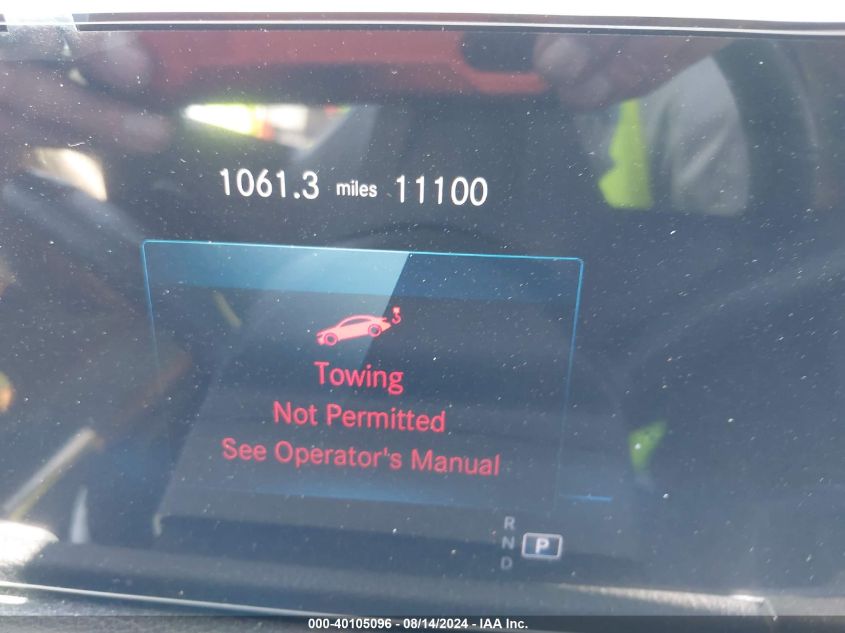 1061.3 miles 11100
Towing
Not Permitted
See Operator's Manual
R
N P
D
000-40105096 - 08/14/2024 - IAA Inc.